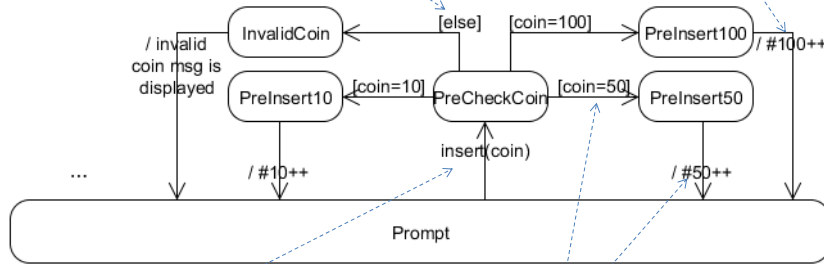 [else]
[coin=100]
InvalidCoin
PreInsert100
/ invalid
coin msg is
displayed
/ #100++
PreInsert10
[coin=10]
PreCheckCoin
[coin=50]
PreInsert50
insert(coin)
...
/ #10++
/ #50++
Prompt